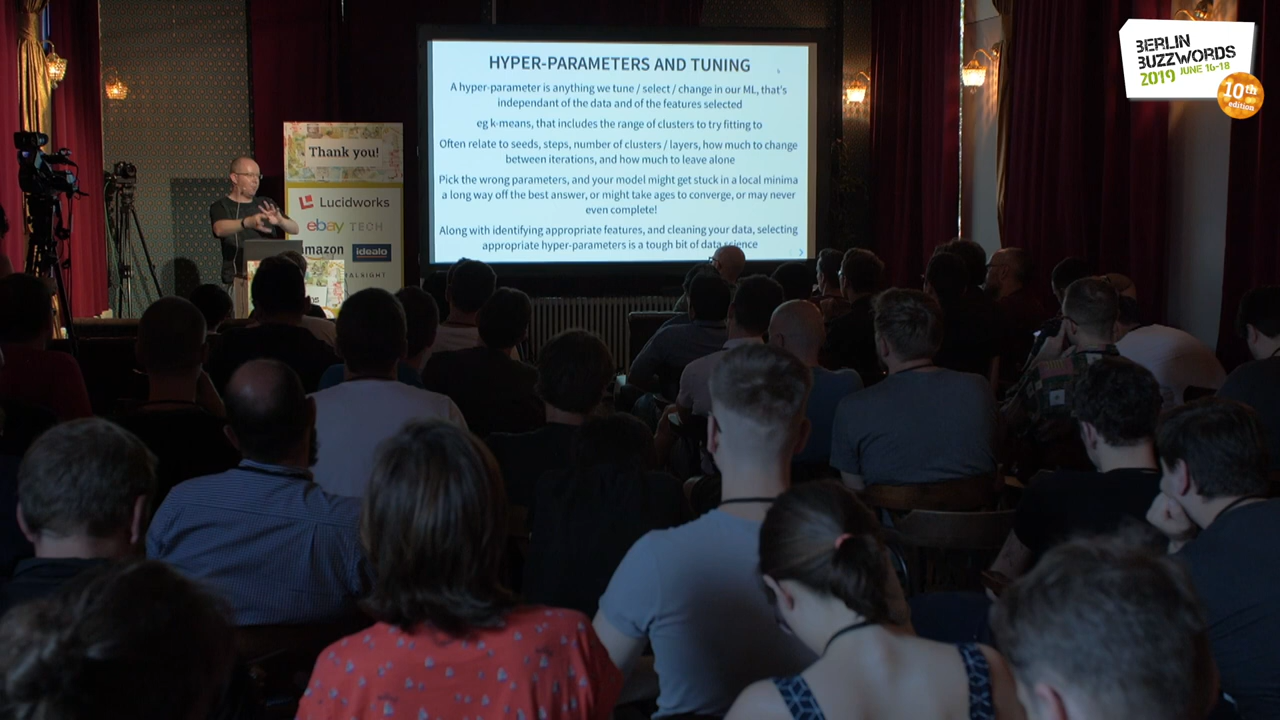 HYPER-PARAMETERS AND TUNING
A hyper-parameter is anything we tune / select / change in our ML, that's
independant of the data and of the features selected
eg k-means, that includes the range of clusters to try fitting to
Often relate to seeds, steps, number of clusters / layers, how much to change
between iterations, and how much to leave alone
Pick the wrong parameters, and your model might get stuck in a local minima
a long way off the best answer, or might take ages to converge, or may never
even complete!
Along with identifying appropriate features, and cleaning your data, selecting
appropriate hyper-parameters is a tough bit of data science
BERLIN
BUZZWORDS
2019 JUNE 16-18
10th
edition
Thank you!
Lucidworks
ebay TECH
amazon
idealo